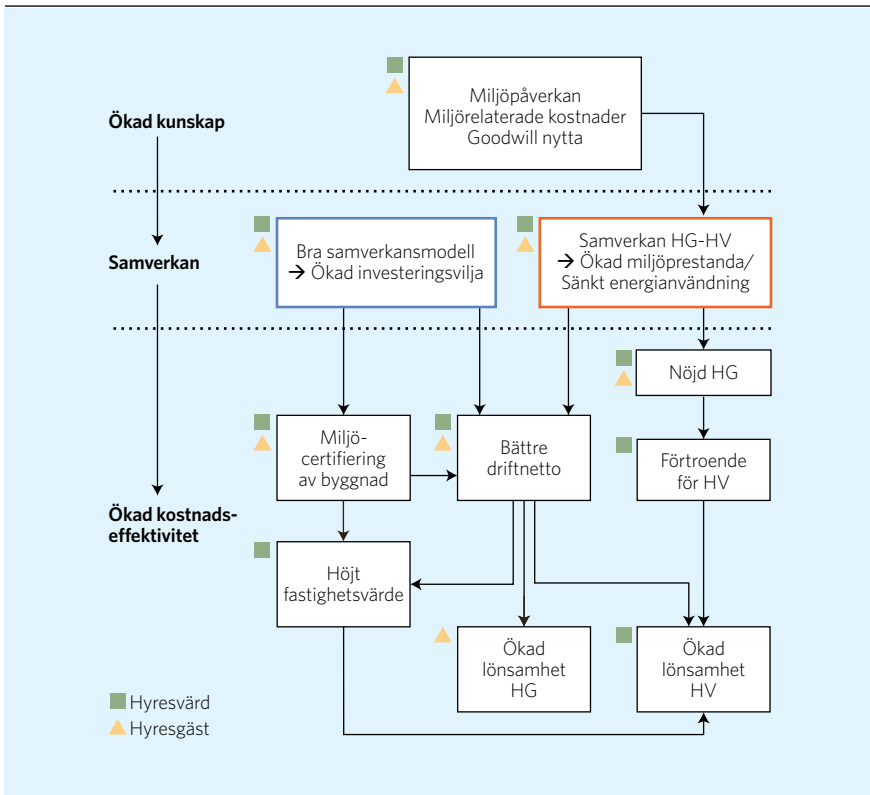 Miljöpåverkan
Miljörelaterade kostnader
Goodwill nytta
Ökad kunskap
Samverkan
Bra samverkansmodell
→ Ökad investeringsvilja
Samverkan HG-HV
→ Ökad miljöprestanda/
Sänkt energianvändning
Nöjd HG
Miljö-
certifiering
av byggnad
Bättre
driftnetto
Förtroende
för HV
Ökad kostnads-
effektivitet
Höjt
fastighetsvärde
Ökad
lönsamhet
HG
Ökad
lönsamhet
HV
Hyresvärd
Hyresgäst